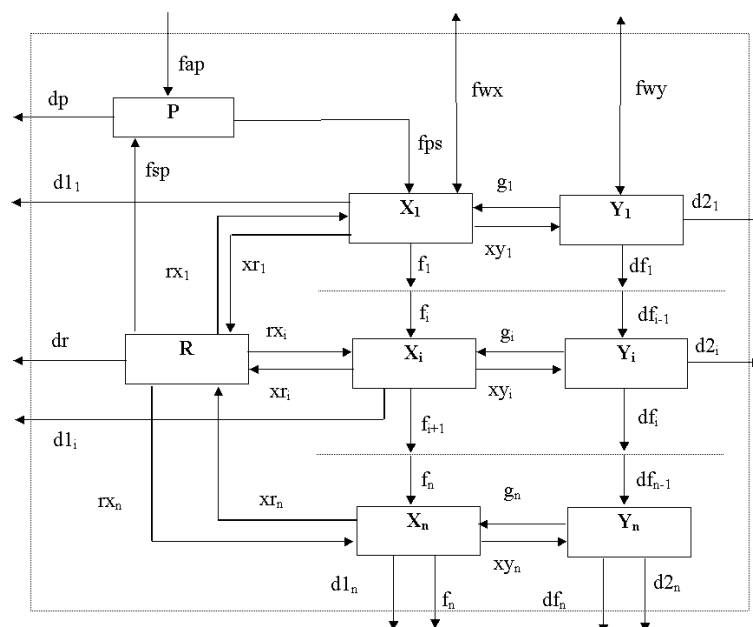 fap
dp
P
fwx
fwy
fps
fsp
d1₁
g₁
X₁
Y₁
d2₁
xy₁
rx₁
xr₁
f₁
df₁
fᵢ
dfᵢ₋₁
rxᵢ
gᵢ
dr
R
Xᵢ
Yᵢ
d2ᵢ
xrᵢ
xyᵢ
d1ᵢ
fᵢ₊₁
dfᵢ
fₙ
dfₙ₋₁
rxₙ
xrₙ
gₙ
Xₙ
Yₙ
xyₙ
d1ₙ
fₙ
dfₙ
d2ₙ